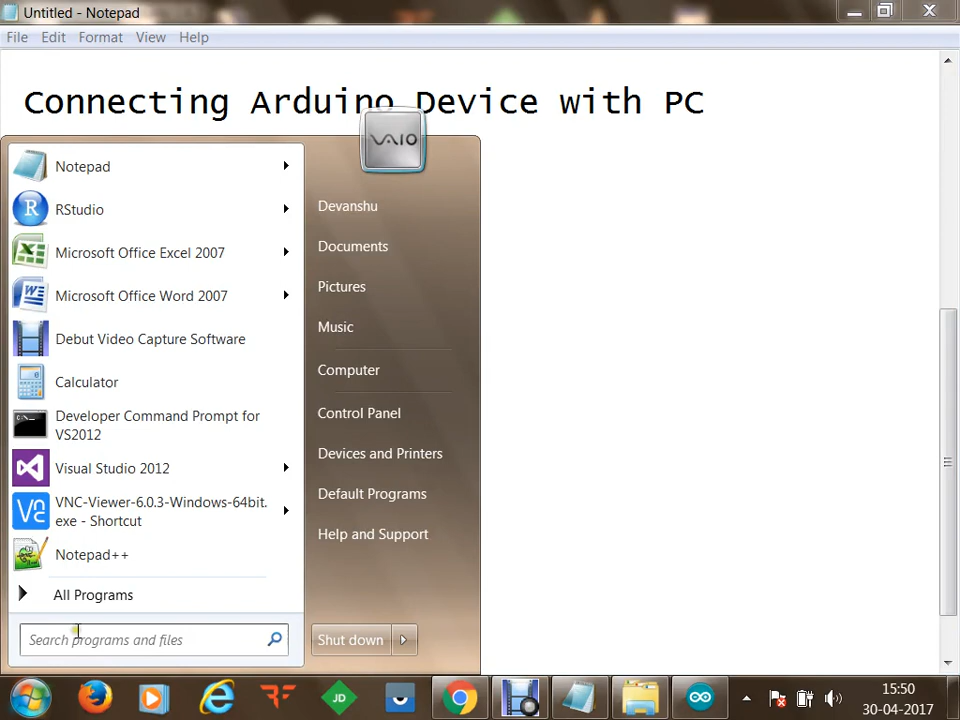 Untitled - Notepad
File Edit Format View Help
Connecting Arduino Device with PC
VAIO
Notepad
RStudio
Microsoft Office Excel 2007
Microsoft Office Word 2007
Debut Video Capture Software
Calculator
Developer Command Prompt for
VS2012
Visual Studio 2012
VNC-Viewer-6.0.3-Windows-64bit.
exe - Shortcut
Notepad++
All Programs
Search programs and files
Devanshu
Documents
Pictures
Music
Computer
Control Panel
Devices and Printers
Default Programs
Help and Support
Shut down
JD
15:50
30-04-2017